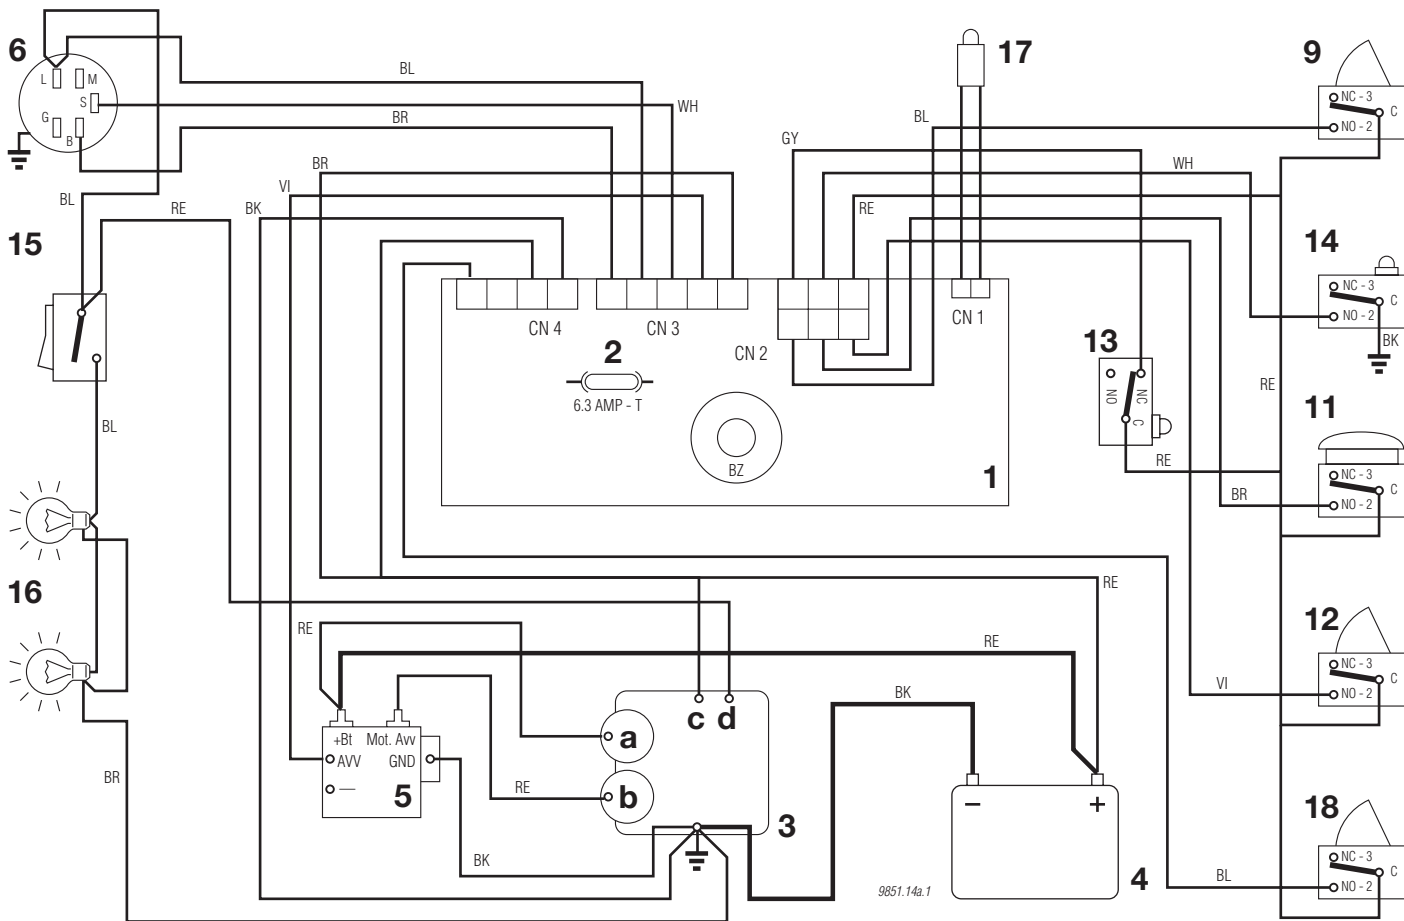 6
L
M
S
G
B
BL
WH
BR
17
9
NC - 3
C
NO - 2
BL
GY
BR
VI
BK
RE
WH
BL
RE
15
14
NC - 3
C
NO - 2
BK
CN 4
CN 3
CN 2
CN 1
2
6.3 AMP - T
BZ
1
13
NO
NC
C
RE
RE
11
NC - 3
C
NO - 2
BR
BL
16
RE
RE
RE
12
NC - 3
C
NO - 2
VI
BK
c d
a
b
3
+Bt Mot. Avv
AVV GND
—
5
RE
BR
BK
– +
4
9851.14a.1
18
NC - 3
C
NO - 2
BL